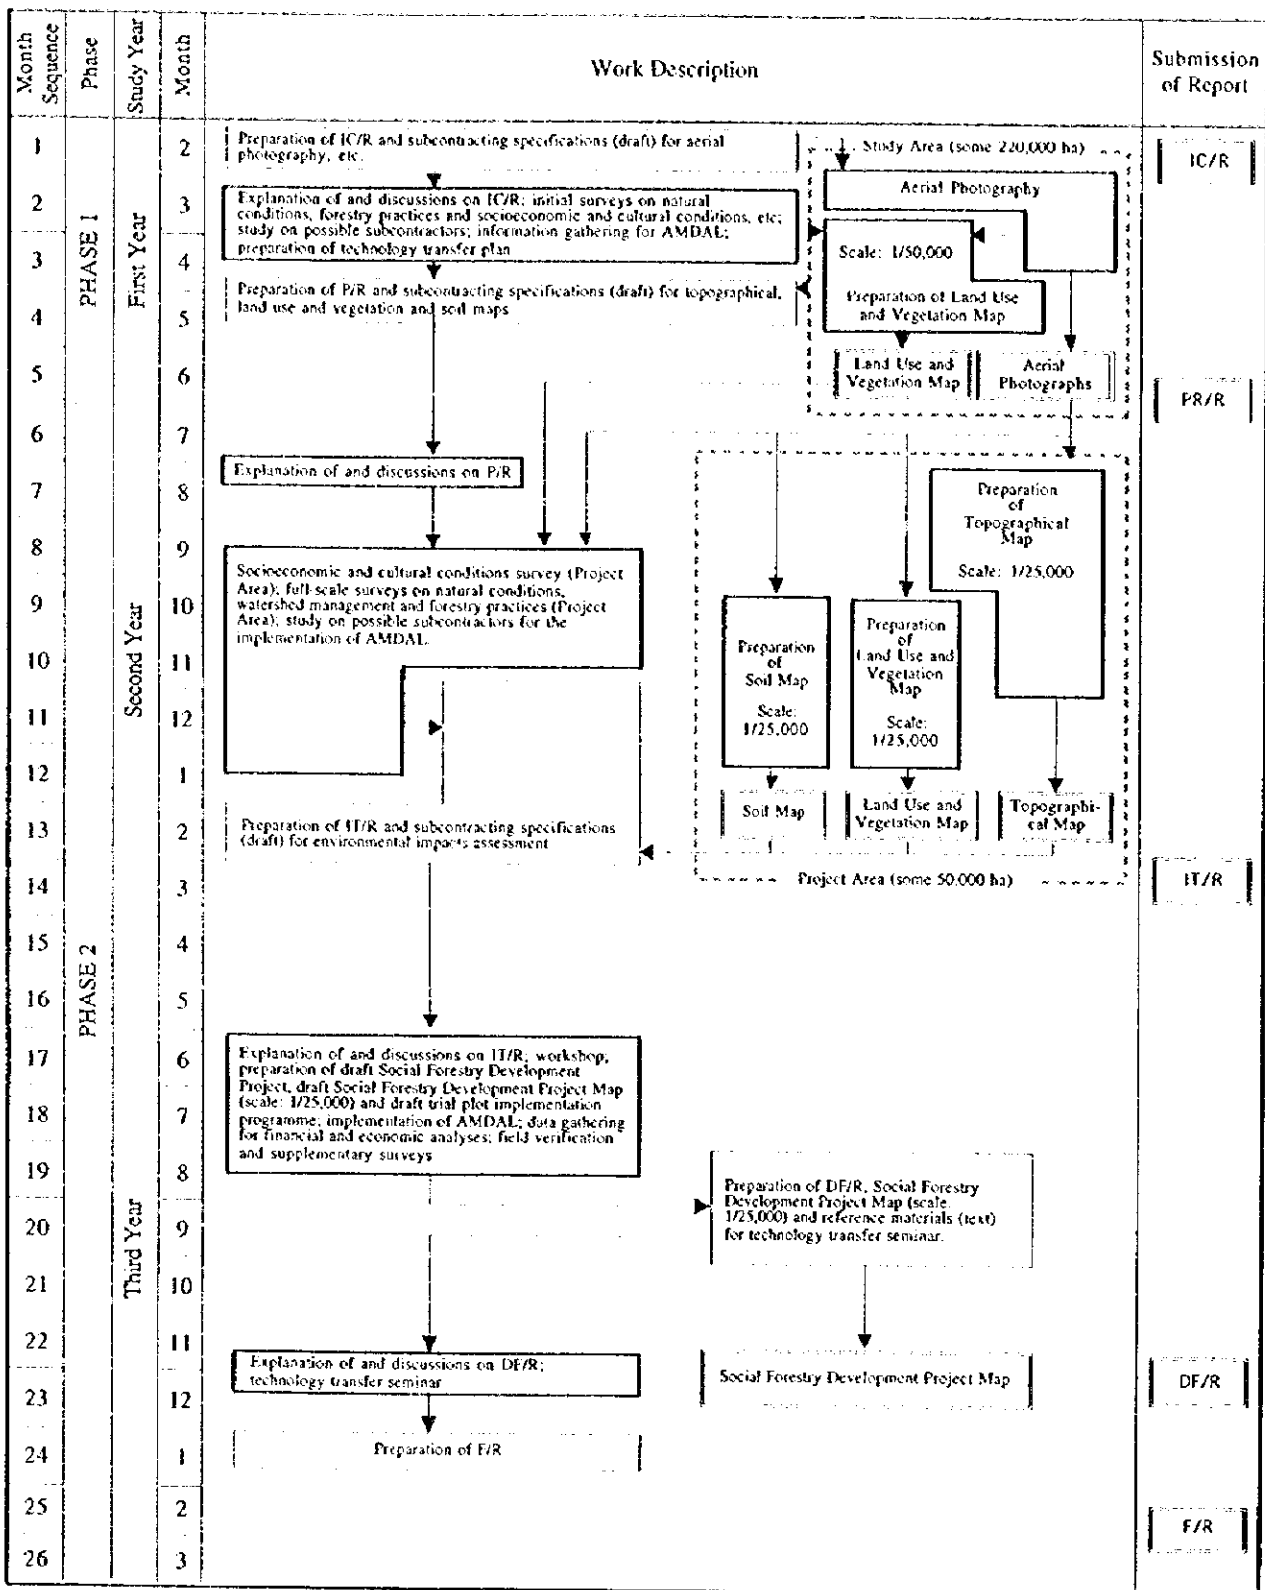 Month Sequence
Phase
Study Year
Month
Work Description
Submission
of Report
PHASE 1
PHASE 2
First Year
Second Year
Third Year
1 2
2 3
3 4
4 5
5 6
6 7
7 8
8 9
9 10
10 11
11 12
12 1
13 2
14 3
15 4
16 5
17 6
18 7
19 8
20 9
21 10
22 11
23 12
24 1
25 2
26 3
Preparation of IC/R and subcontracting specifications (draft) for aerial
photography, etc.
Explanation of and discussions on IC/R; initial surveys on natural
conditions, forestry practices and socioeconomic and cultural conditions, etc;
study on possible subcontractors; information gathering for AMDAL;
preparation of technology transfer plan
Preparation of P/R and subcontracting specifications (draft) for topographical,
land use and vegetation and soil maps
Study Area (some 220,000 ha)
Aerial Photography
Scale: 1/50,000
Preparation of Land Use
and Vegetation Map
Land Use and
Vegetation Map
Aerial
Photographs
IC/R
PR/R
Explanation of and discussions on P/R
Socioeconomic and cultural conditions survey (Project
Area); full-scale surveys on natural conditions,
watershed management and forestry practices (Project
Area); study on possible subcontractors for the
implementation of AMDAL.
Preparation
of
Topographical
Map
Scale: 1/25,000
Preparation
of
Soil Map
Scale:
1/25,000
Preparation
of
Land Use and
Vegetation
Map
Scale:
1/25,000
Soil Map
Land Use and
Vegetation Map
Topographi-
cal Map
Preparation of IT/R and subcontracting specifications
(draft) for environmental impacts assessment
Project Area (some 50,000 ha)
IT/R
Explanation of and discussions on IT/R; workshop;
preparation of draft Social Forestry Development
Project, draft Social Forestry Development Project Map
(scale: 1/25,000) and draft trial plot implementation
programme; implementation of AMDAL; data gathering
for financial and economic analyses; field verification
and supplementary surveys
Preparation of DF/R, Social Forestry
Development Project Map (scale:
1/25,000) and reference materials (text)
for technology transfer seminar.
Explanation of and discussions on DF/R;
technology transfer seminar
Social Forestry Development Project Map
DF/R
Preparation of F/R
F/R